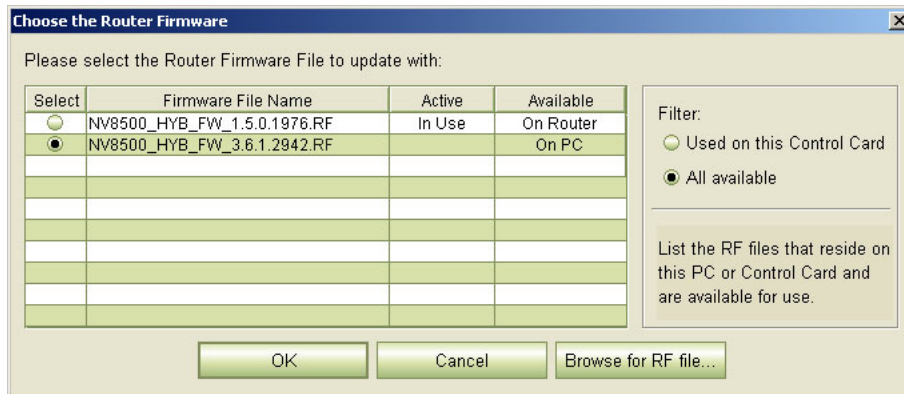 Choose the Router Firmware
Please select the Router Firmware File to update with:
Select Firmware File Name Active Available
NV8500_HYB_FW_1.5.0.1976.RF In Use On Router
NV8500_HYB_FW_3.6.1.2942.RF On PC
Filter:
Used on this Control Card
All available
List the RF files that reside on
this PC or Control Card and
are available for use.
OK Cancel Browse for RF file...